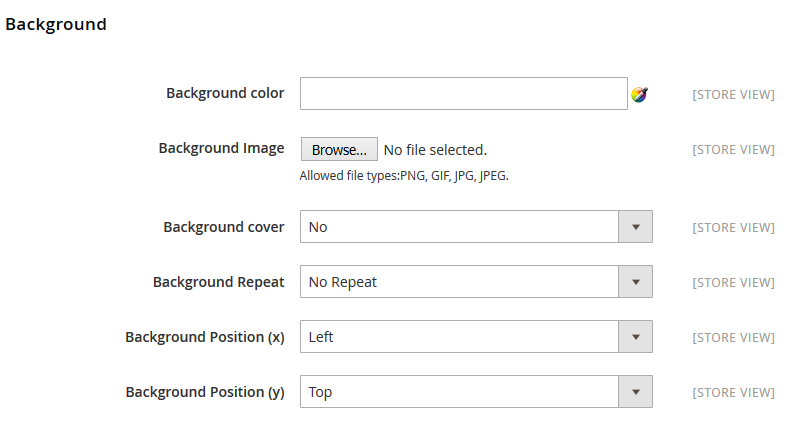 Background
Background color [STORE VIEW]
Background Image Browse... No file selected. [STORE VIEW]
Allowed file types:PNG, GIF, JPG, JPEG.
Background cover No [STORE VIEW]
Background Repeat No Repeat [STORE VIEW]
Background Position (x) Left [STORE VIEW]
Background Position (y) Top [STORE VIEW]